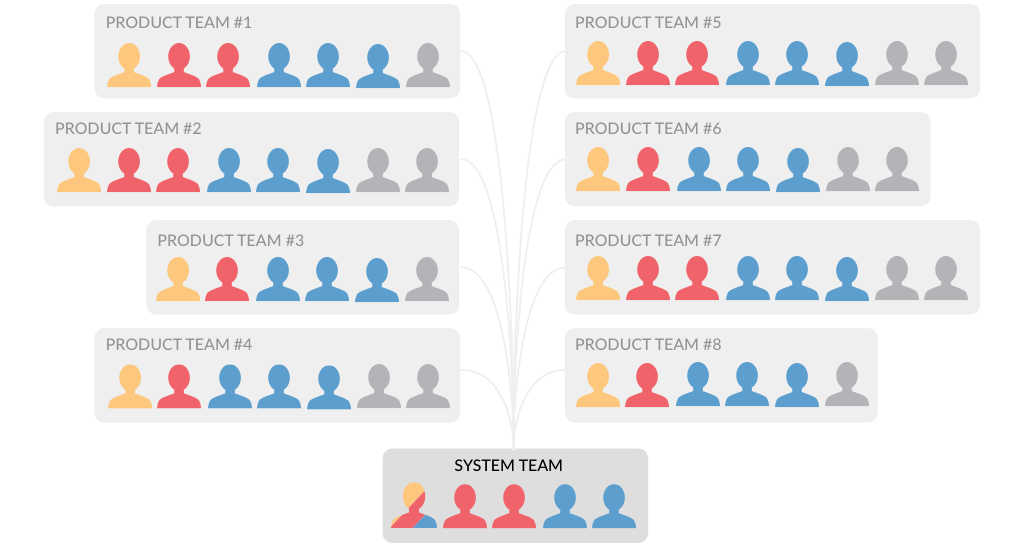 PRODUCT TEAM #1
PRODUCT TEAM #2
PRODUCT TEAM #3
PRODUCT TEAM #4
PRODUCT TEAM #5
PRODUCT TEAM #6
PRODUCT TEAM #7
PRODUCT TEAM #8
SYSTEM TEAM